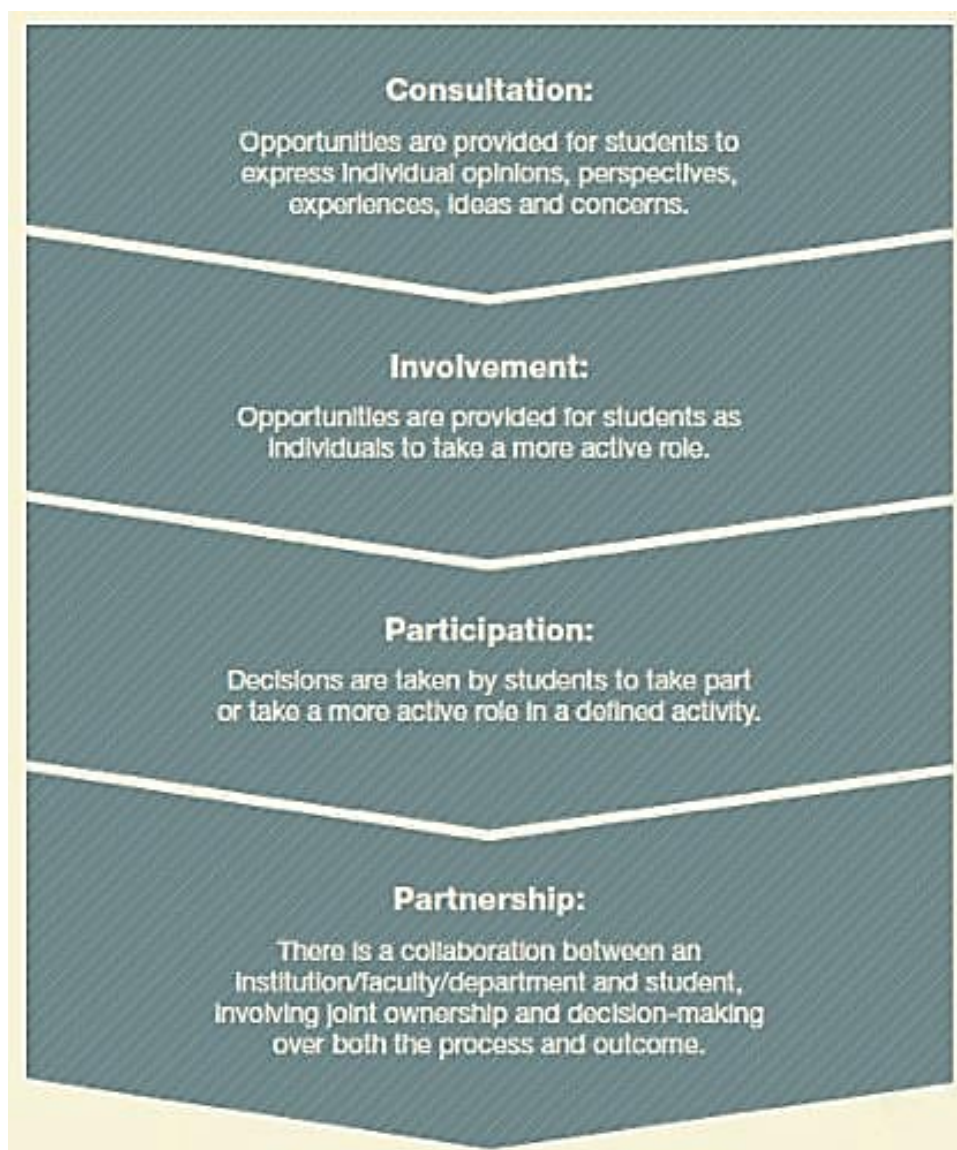 Consultation:
Opportunities are provided for students to
express individual opinions, perspectives,
experiences, ideas and concerns.
Involvement:
Opportunities are provided for students as
individuals to take a more active role.
Participation:
Decisions are taken by students to take part
or take a more active role in a defined activity.
Partnership:
There is a collaboration between an
institution/faculty/department and student,
involving joint ownership and decision-making
over both the process and outcome.